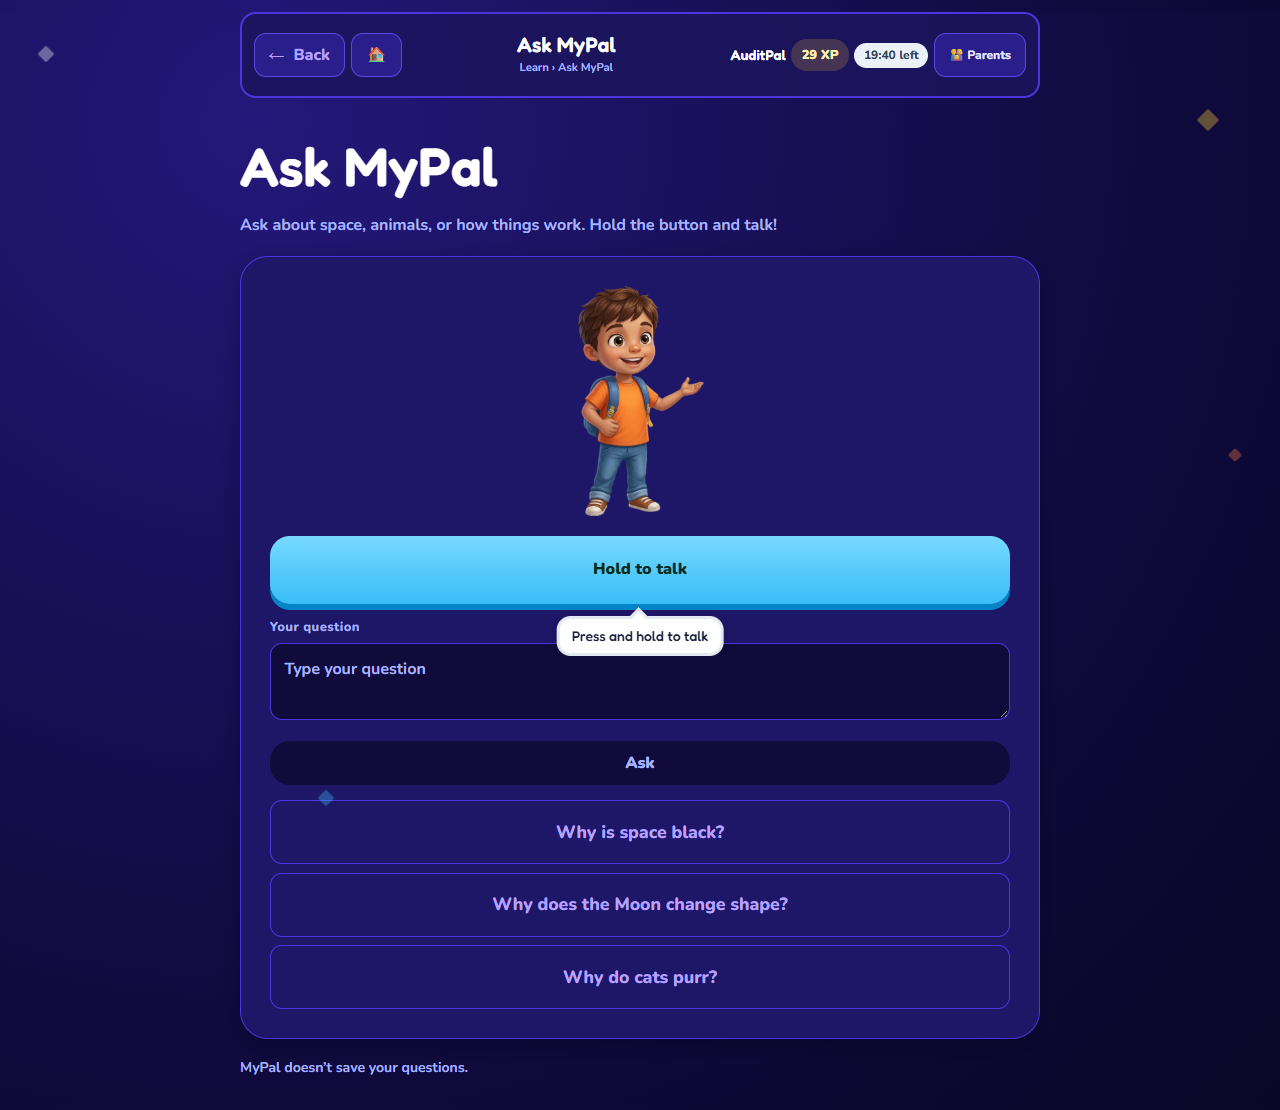 ← Back
Ask MyPal
Learn › Ask MyPal
AuditPal
29 XP
19:40 left
Parents
Ask MyPal
Ask about space, animals, or how things work. Hold the button and talk!
Hold to talk
Press and hold to talk
Your question
Type your question
Ask
Why is space black?
Why does the Moon change shape?
Why do cats purr?
MyPal doesn’t save your questions.